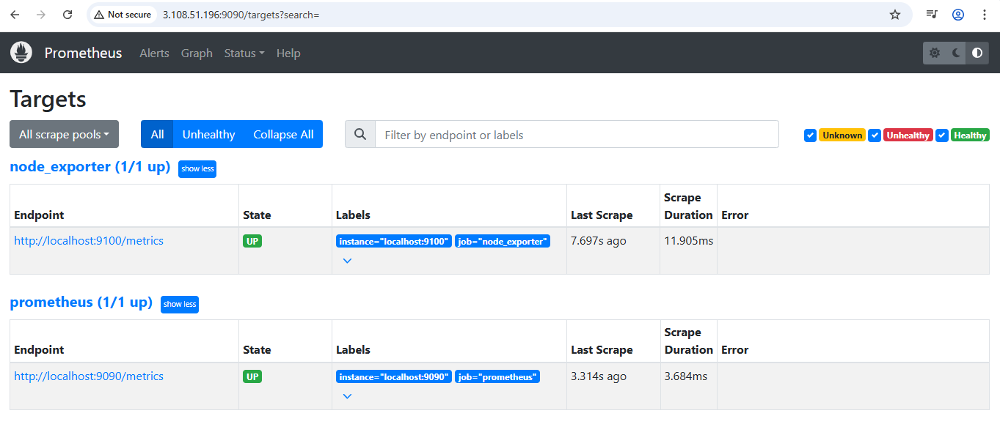 Not secure 3.108.51.196:9090/targets?search=
Prometheus Alerts Graph Status Help
Targets
All scrape pools All Unhealthy Collapse All Filter by endpoint or labels Unknown Unhealthy Healthy
node_exporter (1/1 up) show less
Endpoint State Labels Last Scrape Scrape Duration Error
http://localhost:9100/metrics UP instance="localhost:9100" job="node_exporter" 7.697s ago 11.905ms
prometheus (1/1 up) show less
Endpoint State Labels Last Scrape Scrape Duration Error
http://localhost:9090/metrics UP instance="localhost:9090" job="prometheus" 3.314s ago 3.684ms